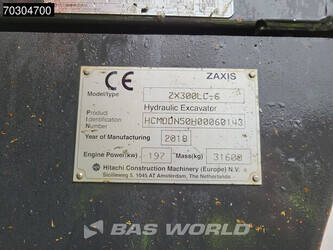 70304700
CE
ZAXIS
Model/type ZX300LC-6
Hydraulic Excavator
Product
Identification HCMDDN50H00060143
Number
Year of Manufacturing 2018
Engine Power(kw) 197 Mass(kg) 31600
Hitachi Construction Machinery (Europe) N.V.
Sicilieweg 5, 1045 AT Amsterdam, The Netherlands
BAS WORLD